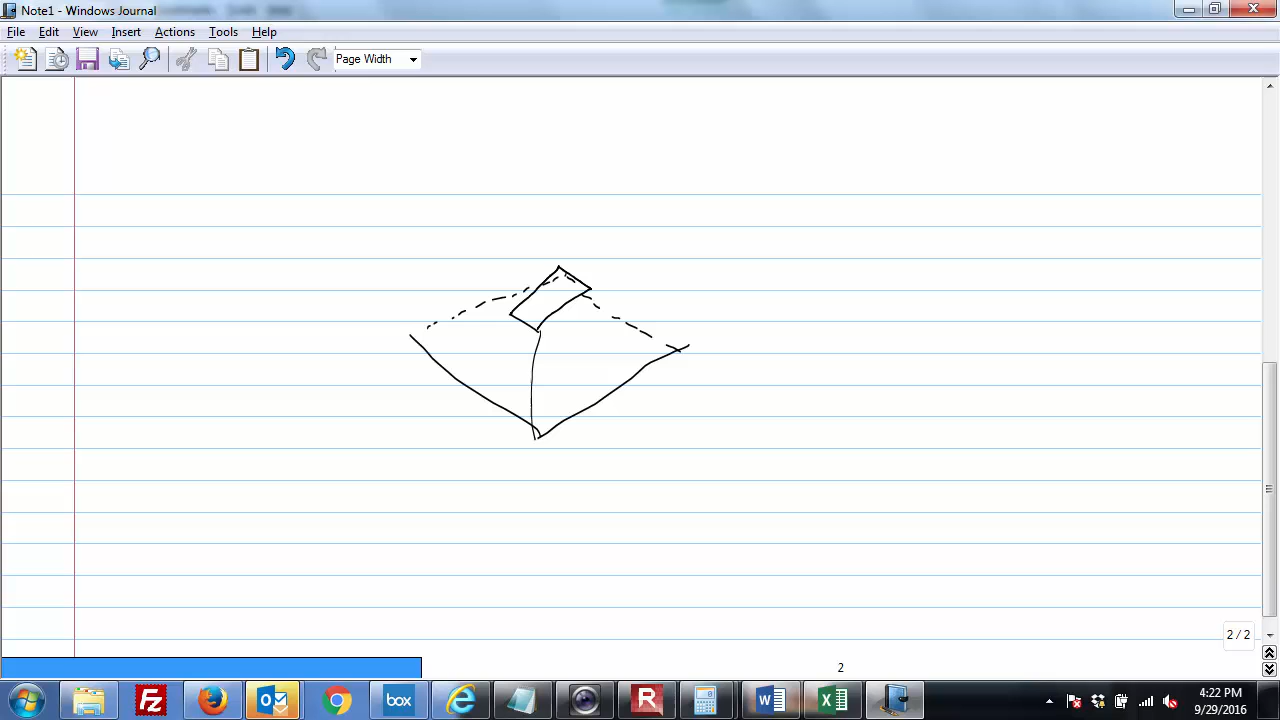 Note1 - Windows Journal
File Edit View Insert Actions Tools Help
Page Width
2 / 2
2
box
4:22 PM
9/29/2016